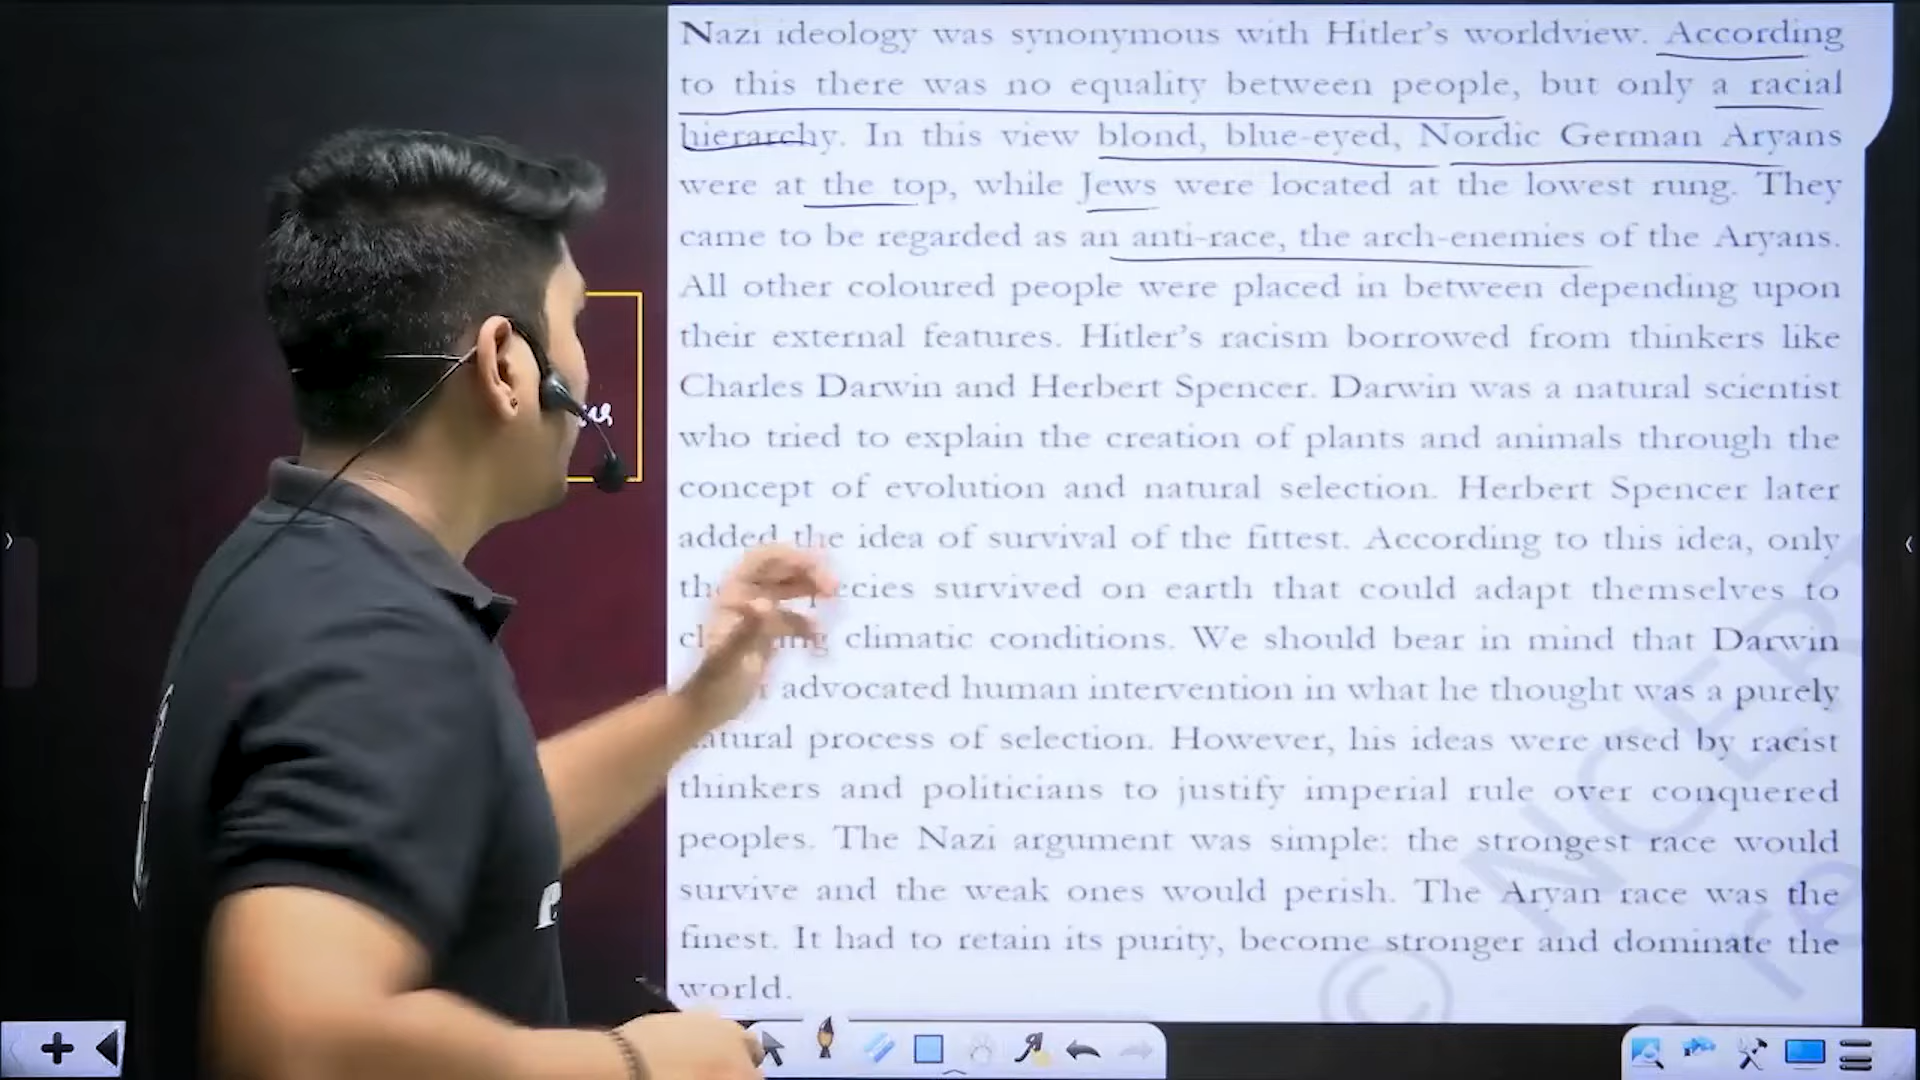 Nazi ideology was synonymous with Hitler's worldview. According
to this there was no equality between people, but only a racial
hierarchy. In this view blond, blue-eyed, Nordic German Aryans
were at the top, while Jews were located at the lowest rung. They
came to be regarded as an anti-race, the arch-enemies of the Aryans.
All other coloured people were placed in between depending upon
their external features. Hitler's racism borrowed from thinkers like
Charles Darwin and Herbert Spencer. Darwin was a natural scientist
who tried to explain the creation of plants and animals through the
concept of evolution and natural selection. Herbert Spencer later
added the idea of survival of the fittest. According to this idea, only
survived on earth that could adapt themselves to
climatic conditions. We should bear in mind that Darwin
advocated human intervention in what he thought was a purely
natural process of selection. However, his ideas were used by racist
thinkers and politicians to justify imperial rule over conquered
peoples. The Nazi argument was simple: the strongest race would
survive and the weak ones would perish. The Aryan race was the
finest. It had to retain its purity, become stronger and dominate the
world.
© NCERT